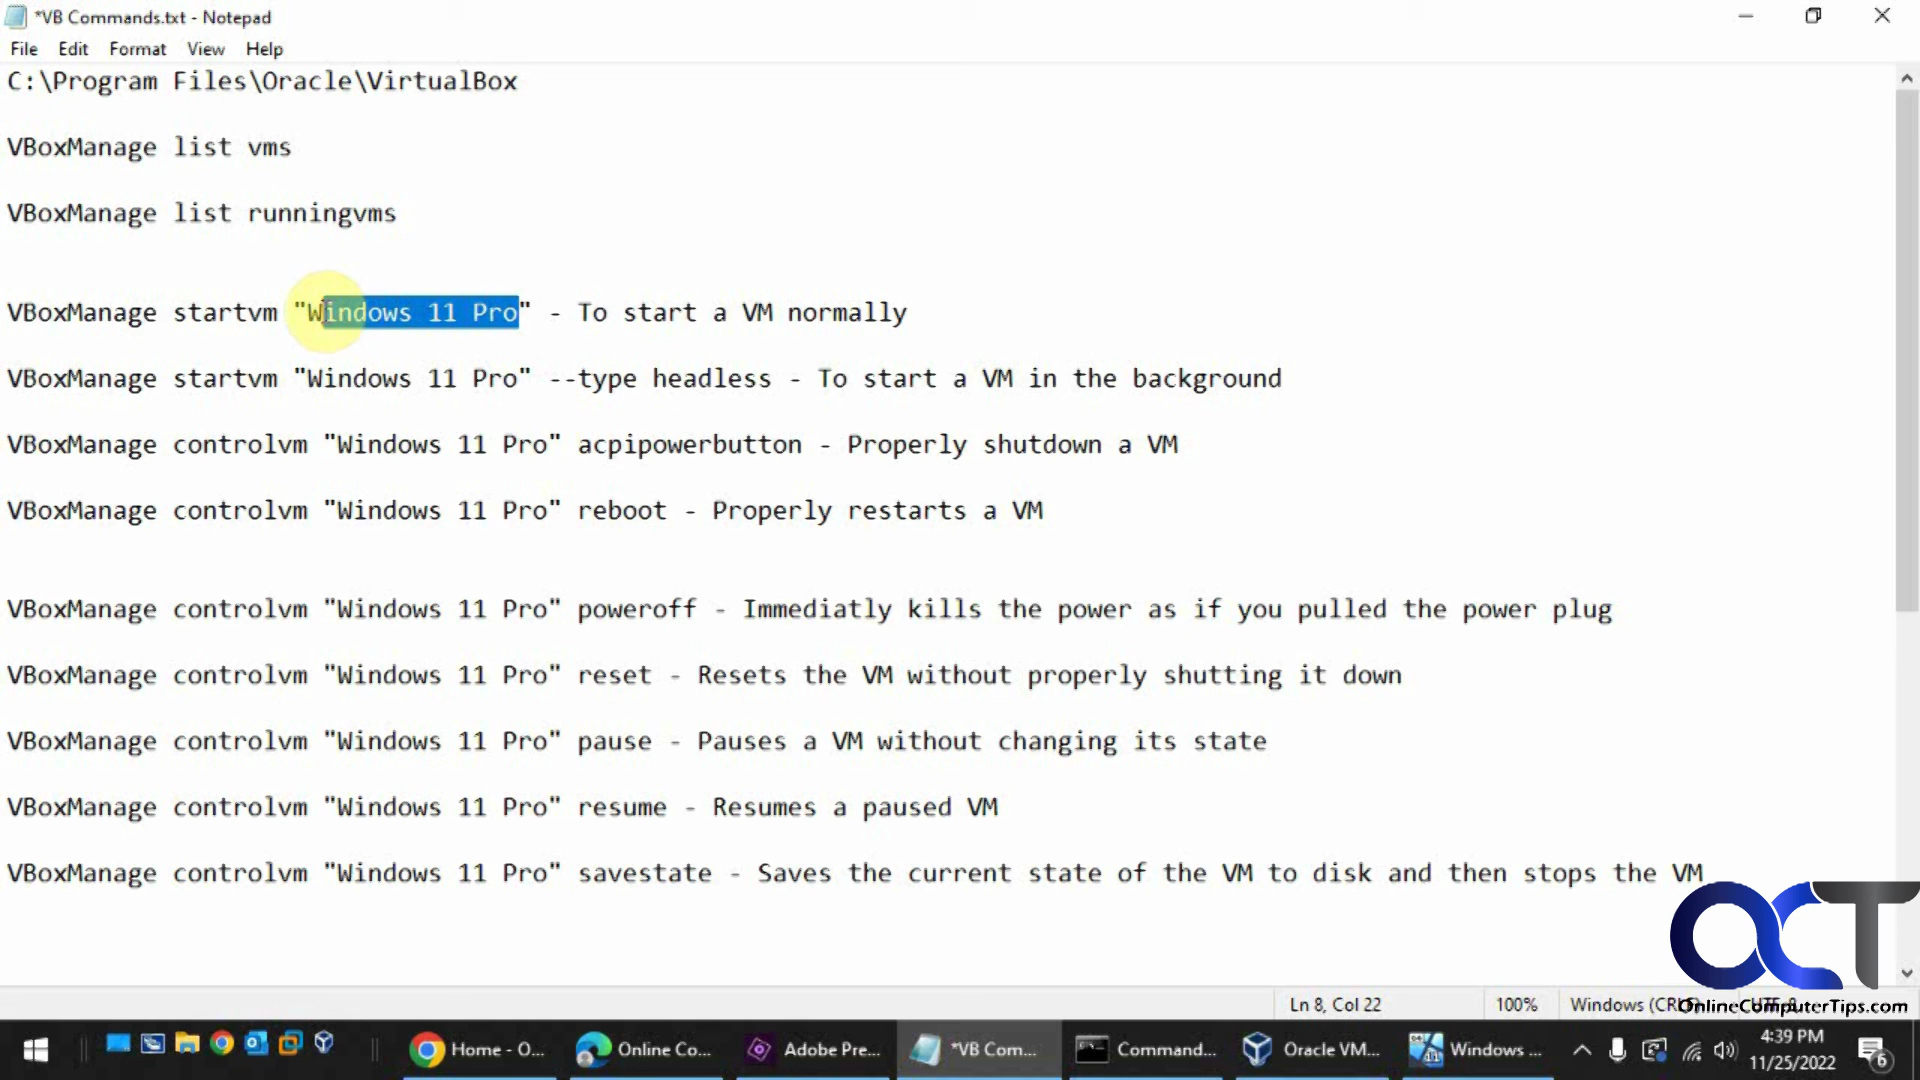 *VB Commands.txt - Notepad
File Edit Format View Help
C:\Program Files\Oracle\VirtualBox
VBoxManage list vms
VBoxManage list runningvms
VBoxManage startvm "Windows 11 Pro" - To start a VM normally
VBoxManage startvm "Windows 11 Pro" --type headless - To start a VM in the background
VBoxManage controlvm "Windows 11 Pro" acpipowerbutton - Properly shutdown a VM
VBoxManage controlvm "Windows 11 Pro" reboot - Properly restarts a VM
VBoxManage controlvm "Windows 11 Pro" poweroff - Immediatly kills the power as if you pulled the power plug
VBoxManage controlvm "Windows 11 Pro" reset - Resets the VM without properly shutting it down
VBoxManage controlvm "Windows 11 Pro" pause - Pauses a VM without changing its state
VBoxManage controlvm "Windows 11 Pro" resume - Resumes a paused VM
VBoxManage controlvm "Windows 11 Pro" savestate - Saves the current state of the VM to disk and then stops the VM
OCT
Ln 8, Col 22 100% Windows (CRLF) OnlineComputerTips.com
Home - O... Online Co... Adobe Pre... *VB Com... Command... Oracle VM... Windows ... 4:39 PM
11/25/2022 6